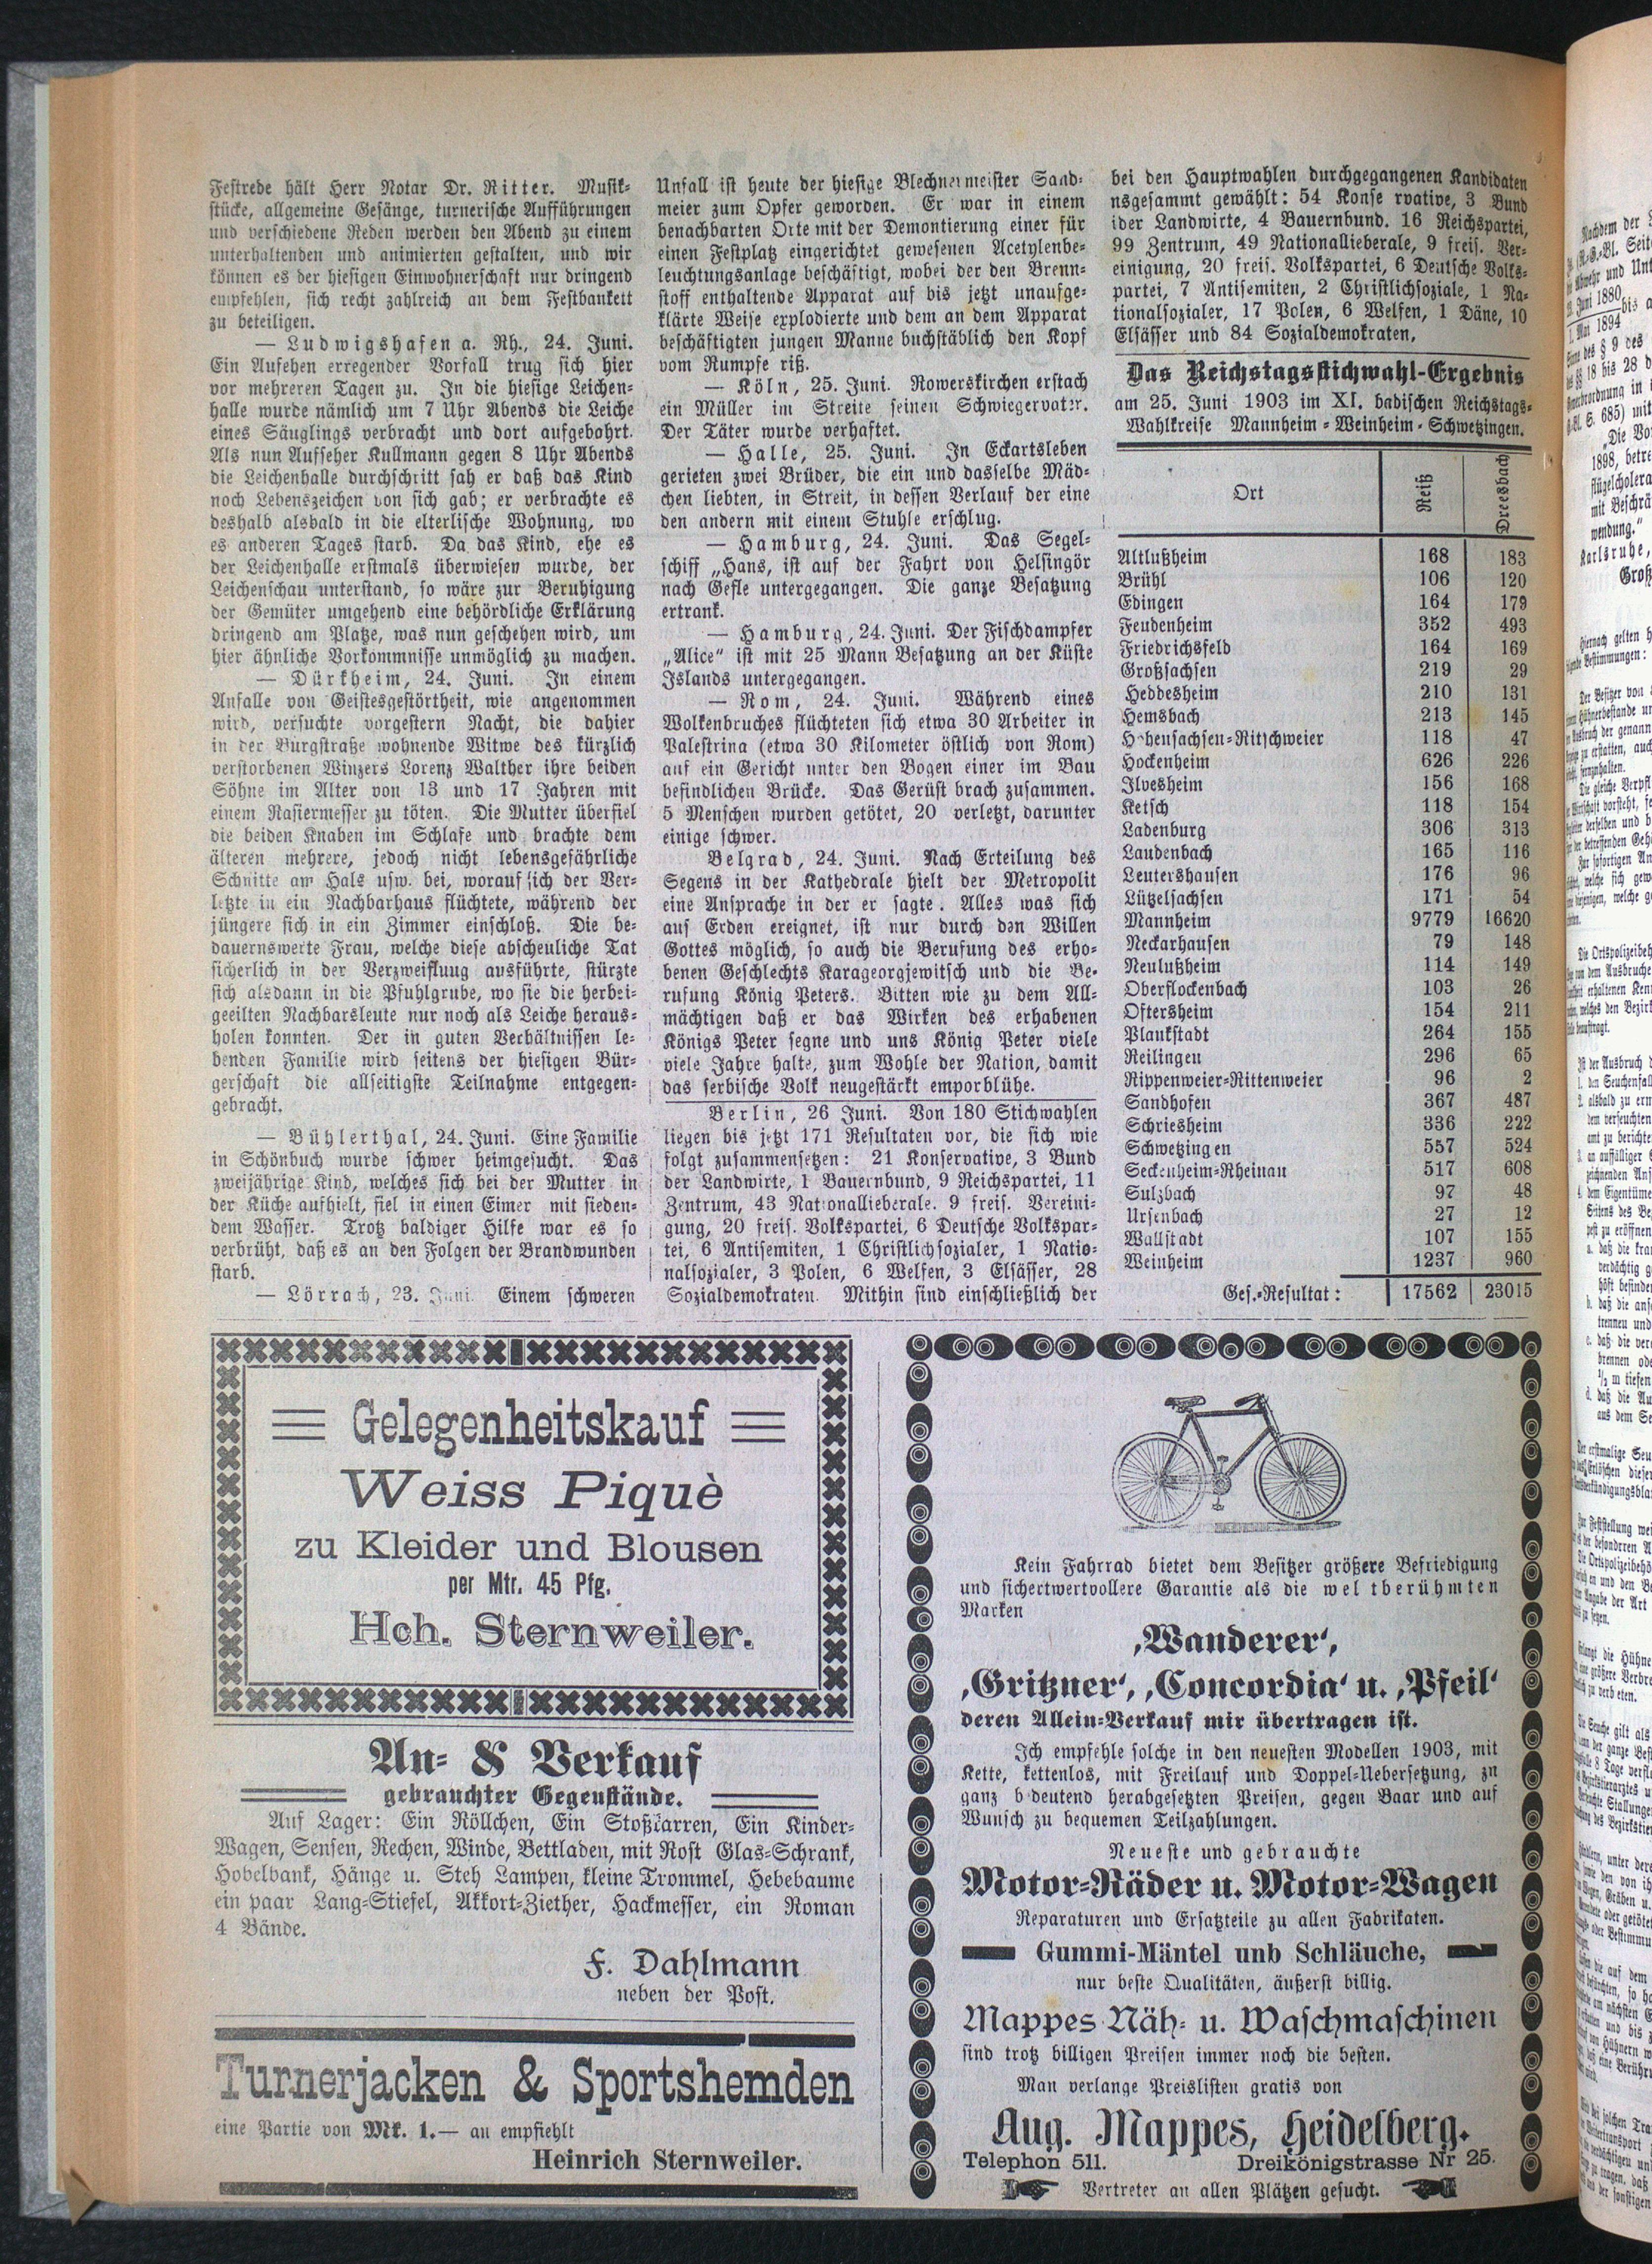 Festrede hält Herr Notar Dr. Ritter. Musik-
stücke, allgemeine Gesänge, turnerische Aufführungen
und verschiedene Reden werden den Abend zu einem
unterhaltenden und animierten gestalten, und wir
können es der hiesigen Einwohnerschaft nur dringend
empfehlen, sich recht zahlreich an dem Festbankett
zu beteiligen.
— Ludwigshafen a. Rh., 24. Juni.
Ein Aufsehen erregender Vorfall trug sich hier
vor mehreren Tagen zu. In die hiesige Leichen-
halle wurde nämlich um 7 Uhr Abends die Leiche
eines Säuglings verbracht und dort aufgebohrt.
Als nun Aufseher Kullmann gegen 8 Uhr Abends
die Leichenhalle durchschritt sah er daß das Kind
noch Lebenszeichen von sich gab; er verbrachte es
deshalb alsbald in die elterlische Wohnung, wo
es anderen Tages starb. Da das Kind, ehe es
der Leichenhalle erstmals überwiesen wurde, der
Leichenschau unterstand, so wäre zur Beruhigung
der Gemüter umgehend eine behördliche Erklärung
dringend am Platze, was nun geschehen wird, um
hier ähnliche Vorkommnisse unmöglich zu machen.
— Dürkheim, 24. Juni. In einem
Anfalle von Geistesgestörtheit, wie angenommen
wird, versuchte vorgestern Nacht, die dahier
in der Burgstraße wohnende Witwe des kürzlich
verstorbenen Winzers Lorenz Walther ihre beiden
Söhne im Alter von 13 und 17 Jahren mit
einem Rasiermesser zu töten. Die Mutter überfiel
die beiden Knaben im Schlafe und brachte dem
älteren mehrere, jedoch nicht lebensgefährliche
Schnitte am Hals usw. bei, worauf sich der Ver-
letzte in ein Nachbarhaus flüchtete, während der
jüngere sich in ein Zimmer einschloß. Die be-
dauernswerte Frau, welche diese abscheuliche Tat
sicherlich in der Verzweiflung ausführte, stürzte
sich alsdann in die Pfuhlgrube, wo sie die herbei-
geeilten Nachbarsleute nur noch als Leiche heraus-
holen konnten. Der in guten Verhältnissen le-
benden Familie wird seitens der hiesigen Bür-
gerschaft die allseitigste Teilnahme entgegen-
gebracht.
— Bühlerthal, 24. Juni. Eine Familie
in Schönbuch wurde schwer heimgesucht. Das
zweijährige Kind, welches sich bei der Mutter in
der Küche aufhielt, fiel in einen Eimer mit sieden-
dem Wasser. Trotz baldiger Hilfe war es so
verbrüht, daß es an den Folgen der Brandwunden
starb.
— Lörrach, 23. Juni. Einem schweren
Unfall ist heute der hiesige Blechnermeister Sand-
meier zum Opfer geworden. Er war in einem
benachbarten Orte mit der Demontierung einer für
einen Festplatz eingerichtet gewesenen Acetylenbe-
leuchtungsanlage beschäftigt, wobei der den Brenn-
stoff enthaltende Apparat auf bis jetzt unaufge-
klärte Weise explodierte und dem an dem Apparat
beschäftigten jungen Manne buchstäblich den Kopf
vom Rumpfe riß.
— Köln, 25. Juni. Rowerskirchen erstach
ein Müller im Streite seinen Schwiegervater.
Der Täter wurde verhaftet.
— Halle, 25. Juni. In Eckartsleben
gerieten zwei Brüder, die ein und dasselbe Mäd-
chen liebten, in Streit, in dessen Verlauf der eine
den andern mit einem Stuhle erschlug.
— Hamburg, 24. Juni. Das Segel-
schiff „Hans, ist auf der Fahrt von Helsingör
nach Gefle untergegangen. Die ganze Besatzung
ertrank.
— Hamburg, 24. Juni. Der Fischdampfer
„Alice“ ist mit 25 Mann Besatzung an der Küste
Islands untergegangen.
— Rom, 24. Juni. Während eines
Wolkenbruches flüchteten sich etwa 30 Arbeiter in
Palestrina (etwa 30 Kilometer östlich von Rom)
auf ein Gericht unter den Bogen einer im Bau
befindlichen Brücke. Das Gerüst brach zusammen.
5 Menschen wurden getötet, 20 verletzt, darunter
einige schwer.
Belgrad, 24. Juni. Nach Erteilung des
Segens in der Kathedrale hielt der Metropolit
eine Ansprache in der er sagte. Alles was sich
auf Erden ereignet, ist nur durch den Willen
Gottes möglich, so auch die Berufung des erho-
benen Geschlechts Karageorgjewitsch und die Be-
rufung König Peters. Bitten wie zu dem All-
mächtigen daß er das Wirken des erhabenen
Königs Peter segne und uns König Peter viele
viele Jahre halte, zum Wohle der Nation, damit
das serbische Volk neugestärkt emporblühe.
Berlin, 26 Juni. Von 180 Stichwahlen
liegen bis jetzt 171 Resultaten vor, die sich wie
folgt zusammensetzen: 21 Konservative, 3 Bund
der Landwirte, 1 Bauernbund, 9 Reichspartei, 11
Zentrum, 43 Nationallieberale. 9 freis. Vereini-
gung, 20 freis. Volkspartei, 6 Deutsche Volkspar-
tei, 6 Antisemiten, 1 Christlichsozialer, 1 Natio-
nalsozialer, 3 Polen, 6 Welfen, 3 Elsässer, 28
Sozialdemokraten. Mithin sind einschließlich der
bei den Hauptwahlen durchgegangenen Kandidaten
nsgesammt gewählt: 54 Konse rvative, 3 Bund
ider Landwirte, 4 Bauernbund. 16 Reichspartei,
99 Zentrum, 49 Nationallieberale, 9 freis. Ver-
einigung, 20 freis. Volkspartei, 6 Deutsche Volks-
partei, 7 Antisemiten, 2 Christlichsoziale, 1 Na-
tionalsozialer, 17 Polen, 6 Welfen, 1 Däne, 10
Elsässer und 84 Sozialdemokraten,
Das Reichstagsstichwahl-Ergebnis
am 25. Juni 1903 im XI. badischen Reichstags-
Wahlkreise Mannheim-Weinheim-Schwetzingen.
Ort Reiß Dreesbach
Altlußheim 168 183
Brühl 106 120
Edingen 164 179
Feudenheim 352 493
Friedrichsfeld 164 169
Großsachsen 219 29
Heddesheim 210 131
Hemsbach 213 145
Hohensachsen-Ritschweier 118 47
Hockenheim 626 226
Ilvesheim 156 168
Ketsch 118 154
Ladenburg 306 313
Laudenbach 165 116
Leutershausen 176 96
Lützelsachsen 171 54
Mannheim 9779 16620
Neckarhausen 79 148
Neulußheim 114 149
Oberflockenbach 103 26
Oftersheim 154 211
Plankstadt 264 155
Reilingen 296 65
Rippenweier-Rittenweier 96 2
Sandhofen 367 487
Schriesheim 336 222
Schwetzingen 557 524
Seckenheim-Rheinau 517 608
Sulzbach 97 48
Ursenbach 27 12
Wallstadt 107 155
Weinheim 1237 960
Ges.-Resultat: 17562 23015
Gelegenheitskauf
Weiss Piquè
zu Kleider und Blousen
per Mtr. 45 Pfg.
Hch. Sternweiler.
An- & Verkauf
gebrauchter Gegenstände.
Auf Lager: Ein Röllchen, Ein Stoßkarren, Ein Kinder-
Wagen, Sensen, Rechen, Winde, Bettladen, mit Rost Glas-Schrank,
Hobelbank, Hänge u. Steh Lampen, kleine Trommel, Hebebaume
ein paar Lang-Stiefel, Akkort-Ziether, Hackmesser, ein Roman
4 Bände.
F. Dahlmann
neben der Post.
Turnerjacken & Sportshemden
eine Partie von Mk. 1.— an empfiehlt
Heinrich Sternweiler.
Kein Fahrrad bietet dem Besitzer größere Befriedigung
und sichertwertvollere Garantie als die wel tberühmten
Marken
‚Wanderer‘,
‚Gritzner‘, ‚Concordia‘ u. ‚Pfeil‘
deren Allein-Verkauf mir übertragen ist.
Ich empfehle solche in den neuesten Modellen 1903, mit
Kette, kettenlos, mit Freilauf und Doppel-Uebersetzung, zu
ganz b deutend herabgesetzten Preisen, gegen Baar und auf
Wunsch zu bequemen Teilzahlungen.
Neueste und gebrauchte
Motor-Räder u. Motor-Wagen
Reparaturen und Ersatzteile zu allen Fabrikaten.
Gummi-Mäntel unb Schläuche,
nur beste Qualitäten, äußerst billig.
Mappes Näh- u. Waschmaschinen
sind trotz billigen Preisen immer noch die besten.
Man verlange Preislisten gratis von
Aug. Mappes, Heidelberg.
Telephon 511. Dreikönigstrasse Nr 25.
Vertreter an allen Plätzen gesucht.